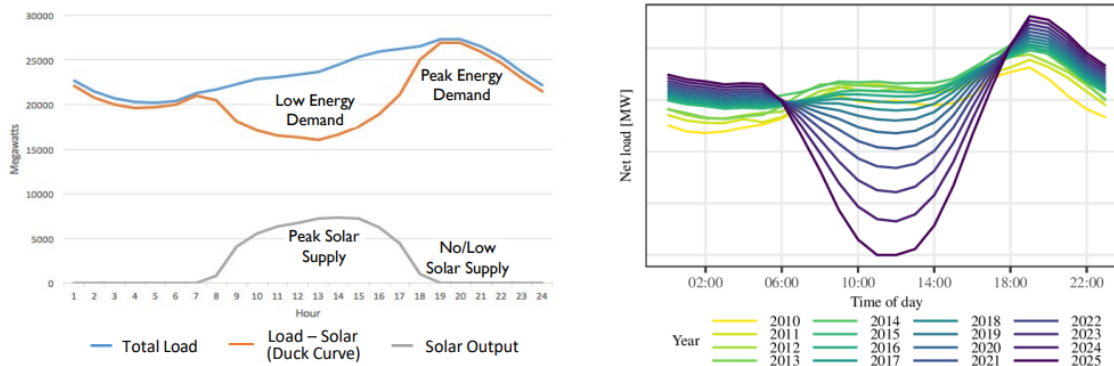 30000
25000
20000
15000
10000
5000
0
Megawatts
Low Energy
Demand
Peak Energy
Demand
Peak Solar
Supply
No/Low
Solar Supply
1 2 3 4 5 6 7 8 9 10 11 12 13 14 15 16 17 18 19 20 21 22 23 24
Hour
Total Load
Load – Solar
(Duck Curve)
Solar Output
Net load [MW]
02:00 06:00 10:00 14:00 18:00 22:00
Time of day
Year
2010 2014 2018 2022
2011 2015 2019 2023
2012 2016 2020 2024
2013 2017 2021 2025